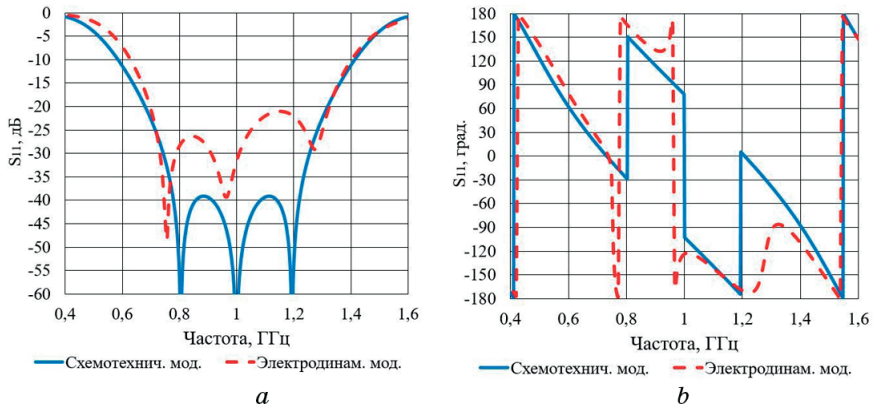 S11, дБ
0
-5
-10
-15
-20
-25
-30
-35
-40
-45
-50
-55
-60
0,4 0,6 0,8 1 1,2 1,4 1,6
Частота, ГГц
Схемотехнич. мод. Электродинам. мод.
a
S11, град.
180
150
120
90
60
30
0
-30
-60
-90
-120
-150
-180
0,4 0,6 0,8 1 1,2 1,4 1,6
Частота, ГГц
Схемотехнич. мод. Электродинам. мод.
b